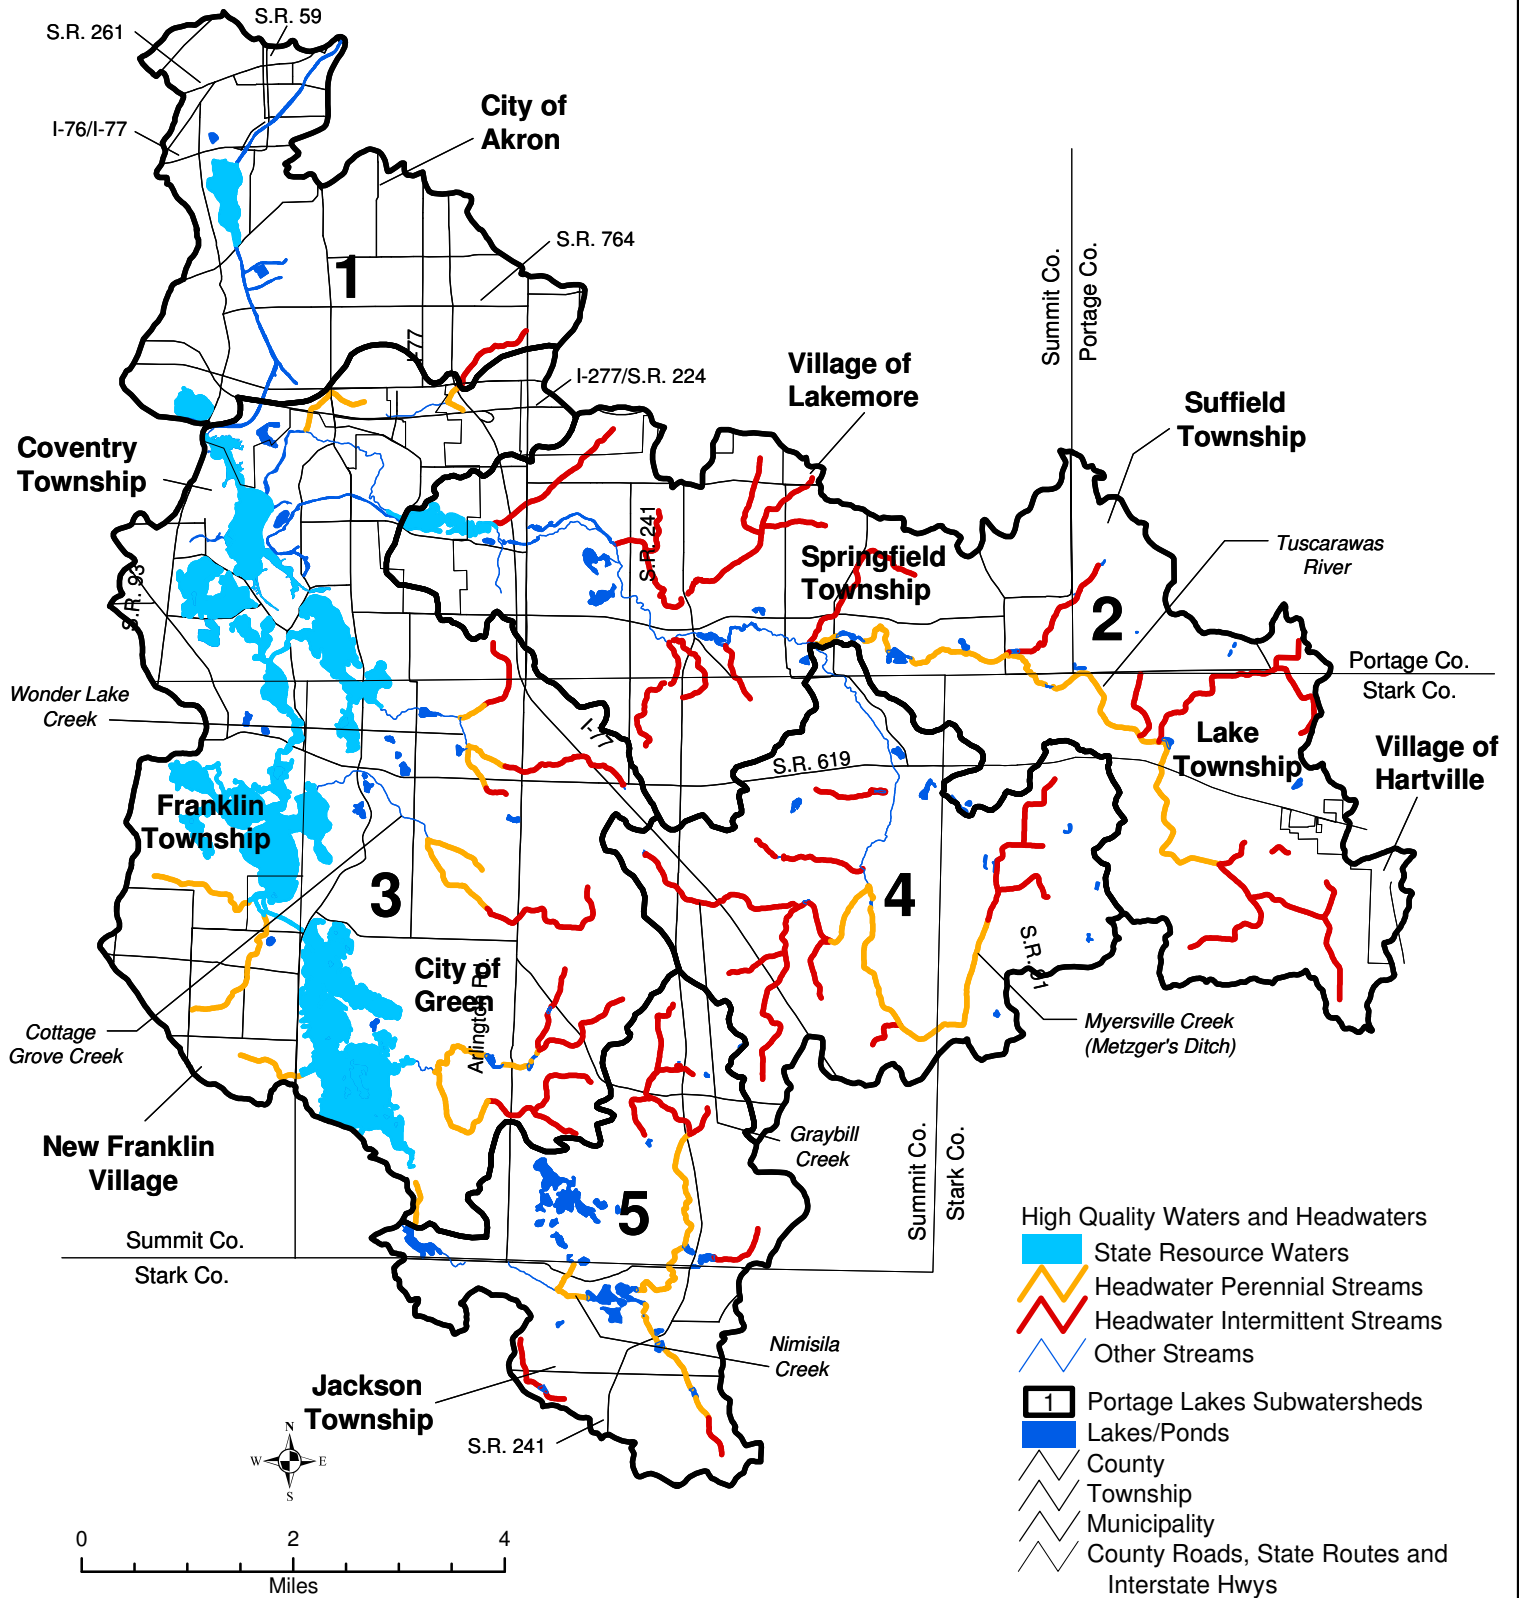 S.R. 59
S.R. 261
City of
Akron
I-76/I-77
S.R. 764
1
I-77
Summit Co.
Portage Co.
I-277/S.R. 224
Village of
Lakemore
Suffield
Township
Coventry
Township
S.R. 241
Springfield
Township
Tuscarawas
River
S.R. 93
2
Portage Co.
Stark Co.
Wonder Lake
Creek
I-77
S.R. 619
Lake
Township
Village of
Hartville
Franklin
Township
3
4
City of
Green
Arlington Rd.
S.R. 91
Cottage
Grove Creek
Myersville Creek
(Metzger's Ditch)
New Franklin
Village
Graybill
Creek
Summit Co.
Stark Co.
5
Summit Co.
Stark Co.
Nimisila
Creek
Jackson
Township
S.R. 241
N
W
E
S
0
2
4
Miles
High Quality Waters and Headwaters
State Resource Waters
Headwater Perennial Streams
Headwater Intermittent Streams
Other Streams
1
Portage Lakes Subwatersheds
Lakes/Ponds
County
Township
Municipality
County Roads, State Routes and
Interstate Hwys